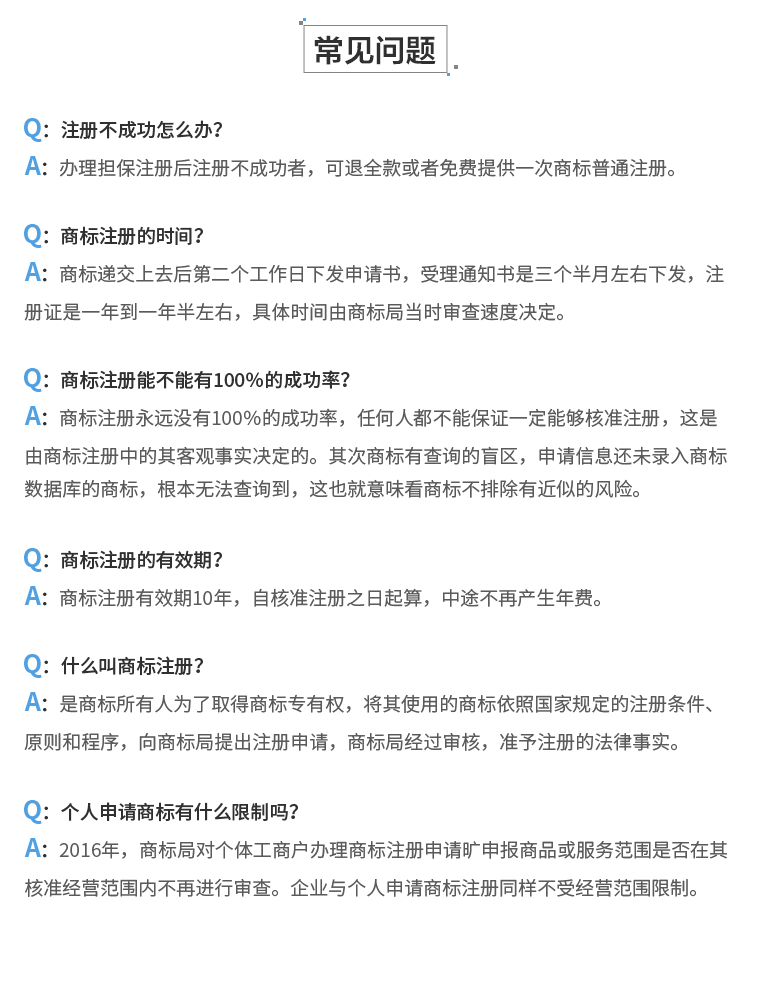 常见问题
Q：注册不成功怎么办？
A：办理担保注册后注册不成功者，可退全款或者免费提供一次商标普通注册。
Q：商标注册的时间？
A：商标递交上去后第二个工作日下发申请书，受理通知书是三个半月左右下发，注
册证是一年到一年半左右，具体时间由商标局当时审查速度决定。
Q：商标注册能不能有100%的成功率？
A：商标注册永远没有100%的成功率，任何人都不能保证一定能够核准注册，这是
由商标注册中的其客观事实决定的。其次商标有查询的盲区，申请信息还未录入商标
数据库的商标，根本无法查询到，这也就意味看商标不排除有近似的风险。
Q：商标注册的有效期？
A：商标注册有效期10年，自核准注册之日起算，中途不再产生年费。
Q：什么叫商标注册？
A：是商标所有人为了取得商标专有权，将其使用的商标依照国家规定的注册条件、
原则和程序，向商标局提出注册申请，商标局经过审核，准予注册的法律事实。
Q：个人申请商标有什么限制吗？
A：2016年，商标局对个体工商户办理商标注册申请旷申报商品或服务范围是否在其
核准经营范围内不再进行审查。企业与个人申请商标注册同样不受经营范围限制。